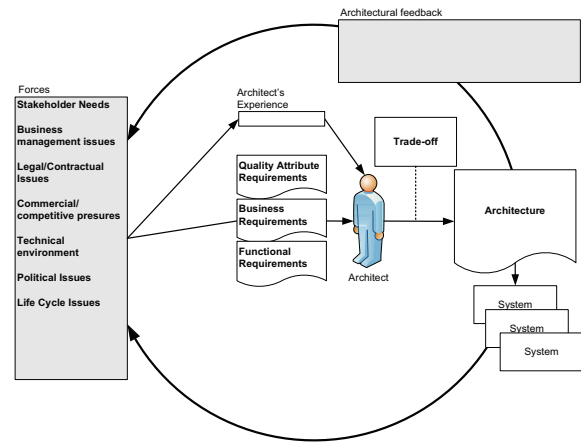 Architectural feedback
Forces
Stakeholder Needs
Business
management issues
Legal/Contractual
Issues
Commercial/
competitive presures
Technical
environment
Political Issues
Life Cycle Issues
Architect's
Experience
Quality Attribute
Requirements
Business
Requirements
Functional
Requirements
Architect
Trade-off
Architecture
System
System
System